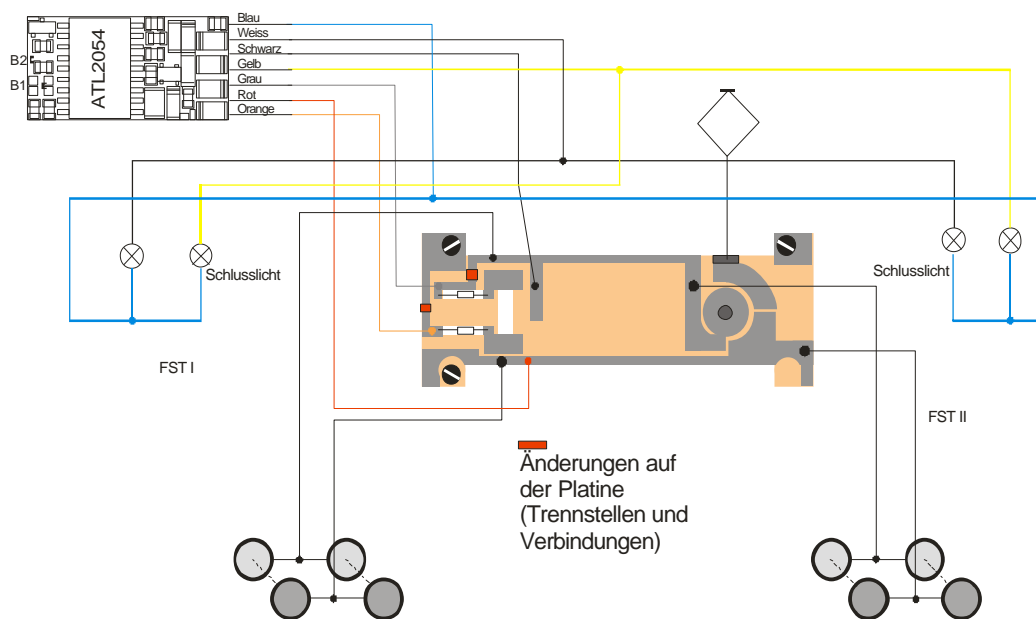 Blau
Weiss
Schwarz
Gelb
Grau
Rot
Orange
B2
B1
ATL2054
Schlusslicht
Schlusslicht
FST I
FST II
Änderungen auf
der Platine
(Trennstellen und
Verbindungen)